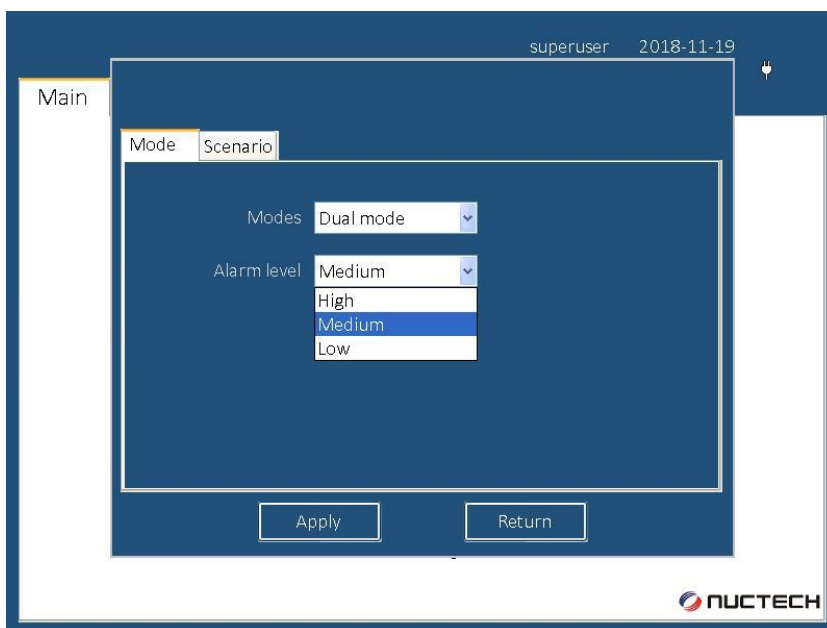 superuser 2018-11-19
Main
Mode Scenario
Modes Dual mode
Alarm level Medium
High
Medium
Low
Apply Return
NUCTECH